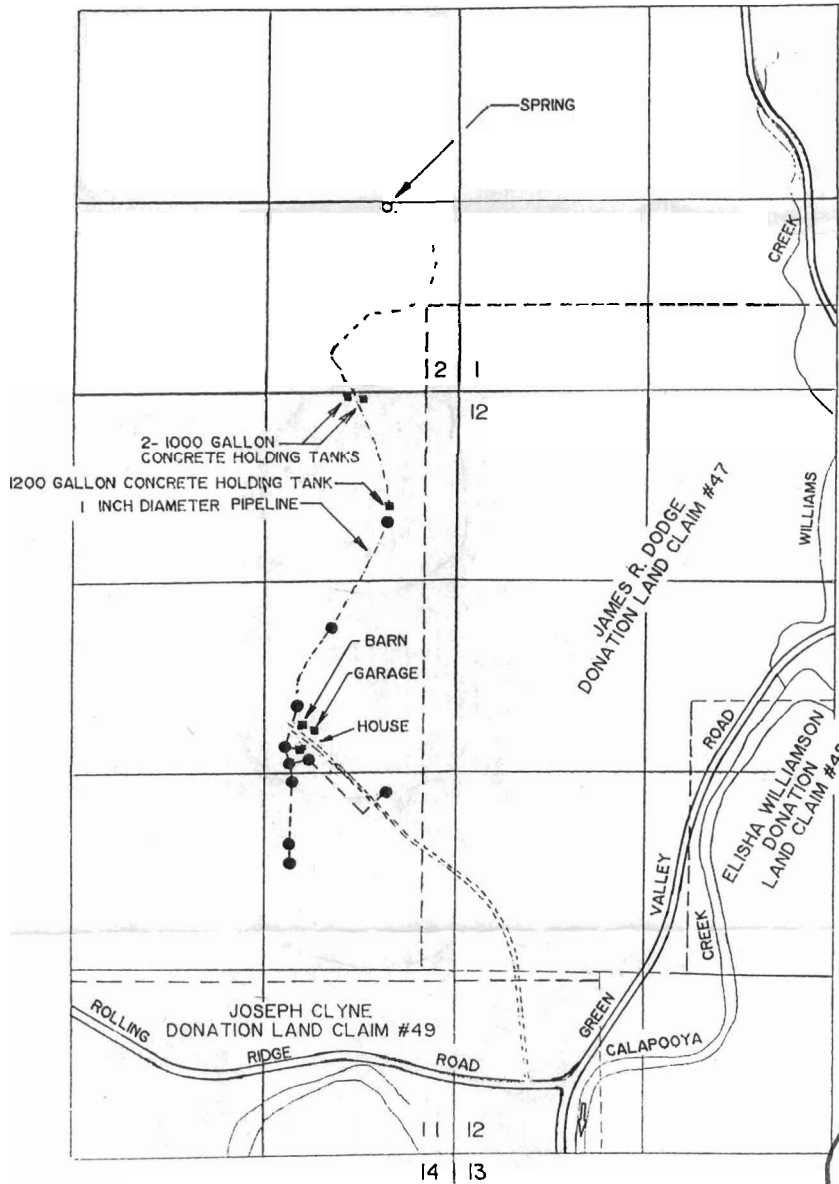 SPRING
CREEK
12 1
12
2- 1000 GALLON
CONCRETE HOLDING TANKS
1200 GALLON CONCRETE HOLDING TANK
1 INCH DIAMETER PIPELINE
WILLIAMS
JAMES R. DODGE
DONATION LAND CLAIM #47
BARN
GARAGE
HOUSE
ROAD
ELISHA WILLIAMSON
DONATION
LAND CLAIM
VALLEY
CREEK
GREEN
JOSEPH CLYNE
DONATION LAND CLAIM #49
ROLLING
RIDGE
ROAD
CALAPOOYA
11 12
14 13